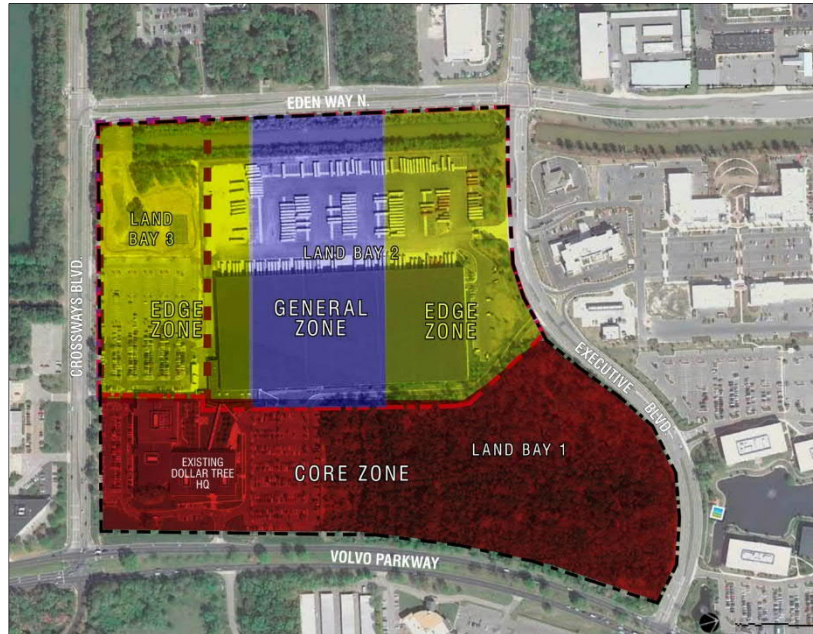 EDEN WAY N.
LAND
BAY 3
LAND BAY 2
CROSSWAYS BLVD.
EDGE
ZONE
GENERAL
ZONE
EDGE
ZONE
EXECUTIVE BLVD.
LAND BAY 1
EXISTING
DOLLAR TREE
HQ
CORE ZONE
VOLVO PARKWAY